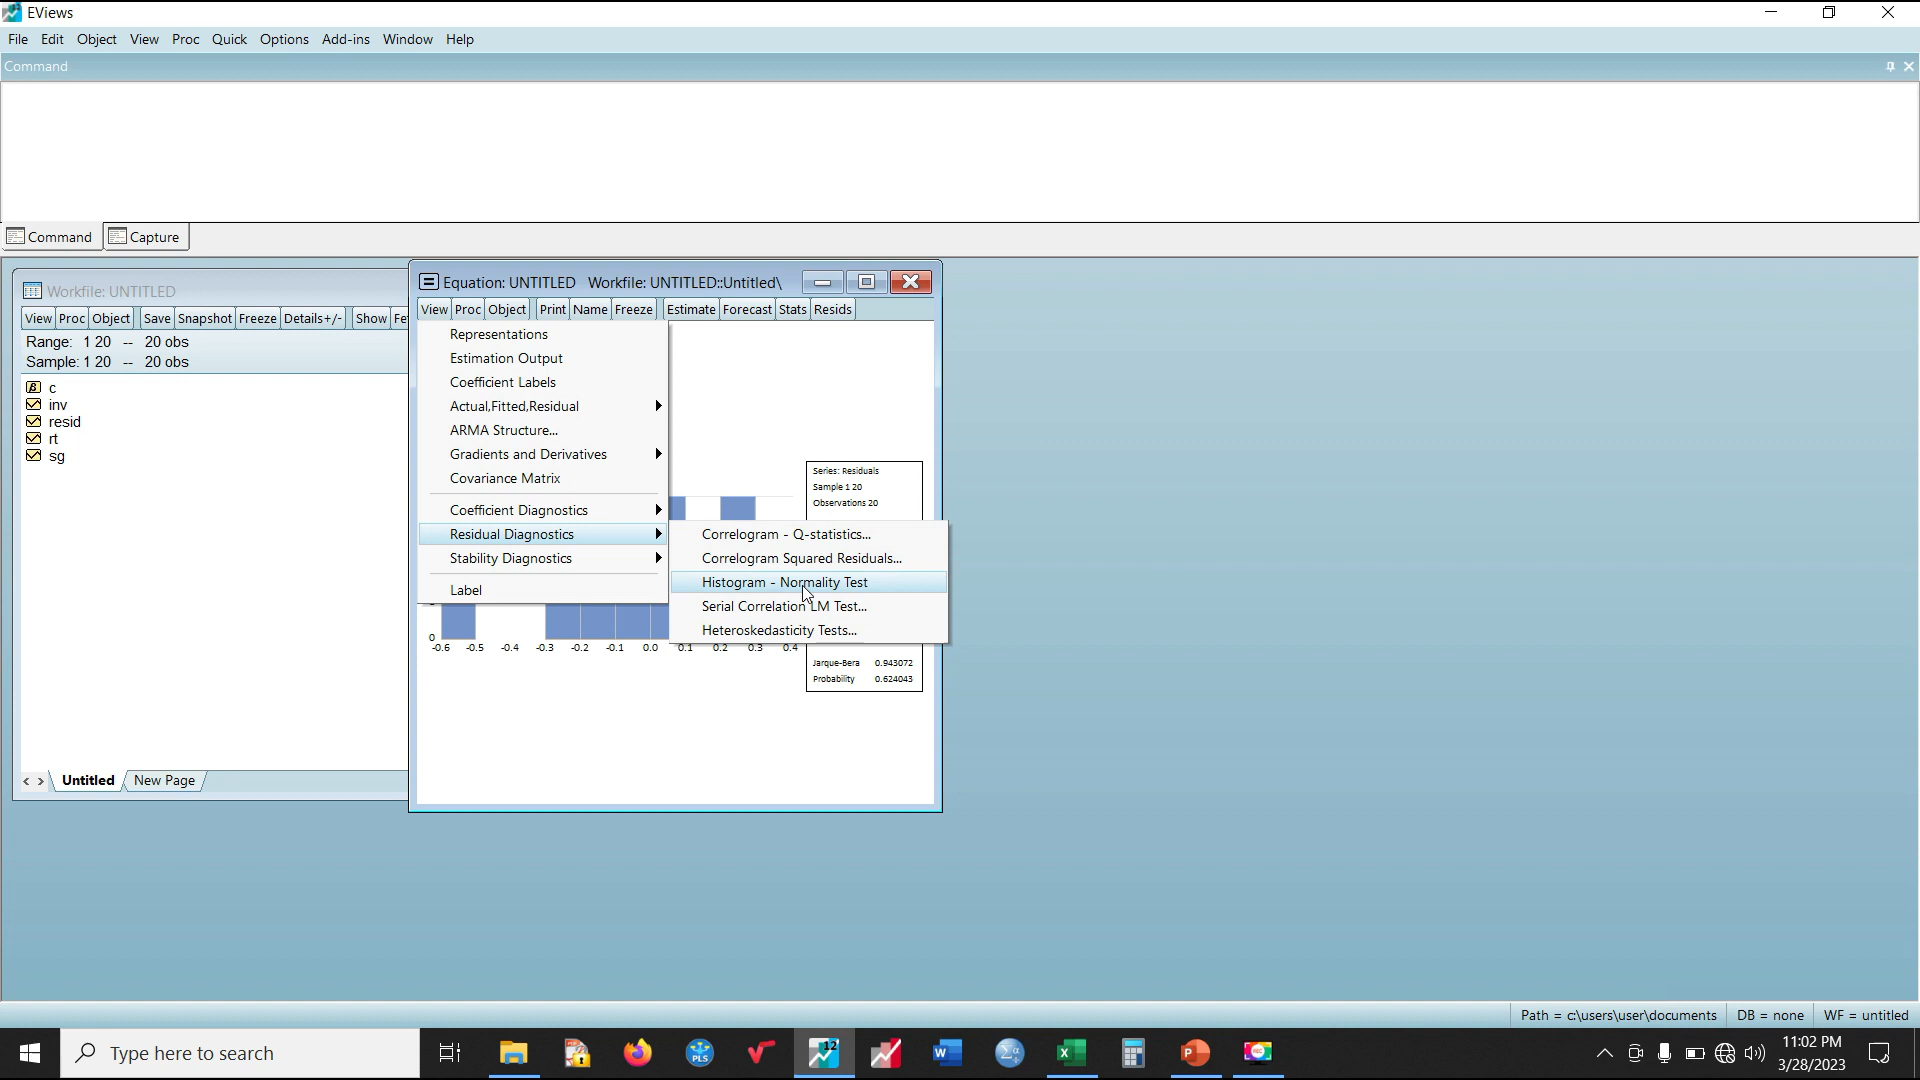 EViews
File Edit Object View Proc Quick Options Add-ins Window Help
Command
Command Capture
Workfile: UNTITLED
View Proc Object Save Snapshot Freeze Details+/- Show Fe
Range: 1 20 -- 20 obs
Sample: 1 20 -- 20 obs
c
inv
resid
rt
sg
Untitled New Page
Equation: UNTITLED Workfile: UNTITLED::Untitled\
View Proc Object Print Name Freeze Estimate Forecast Stats Resids
Representations
Estimation Output
Coefficient Labels
Actual,Fitted,Residual
ARMA Structure...
Gradients and Derivatives
Covariance Matrix
Coefficient Diagnostics
Residual Diagnostics
Stability Diagnostics
Label
Correlogram - Q-statistics...
Correlogram Squared Residuals...
Histogram - Normality Test
Serial Correlation LM Test...
Heteroskedasticity Tests...
Series: Residuals
Sample 1 20
Observations 20
0
-0.6 -0.5 -0.4 -0.3 -0.2 -0.1 0.0 0.1 0.2 0.3 0.4
Jarque-Bera 0.943072
Probability 0.624043
Path = c:\users\user\documents DB = none WF = untitled
Type here to search
PLS
12
W
Σα
X
P
11:02 PM
3/28/2023